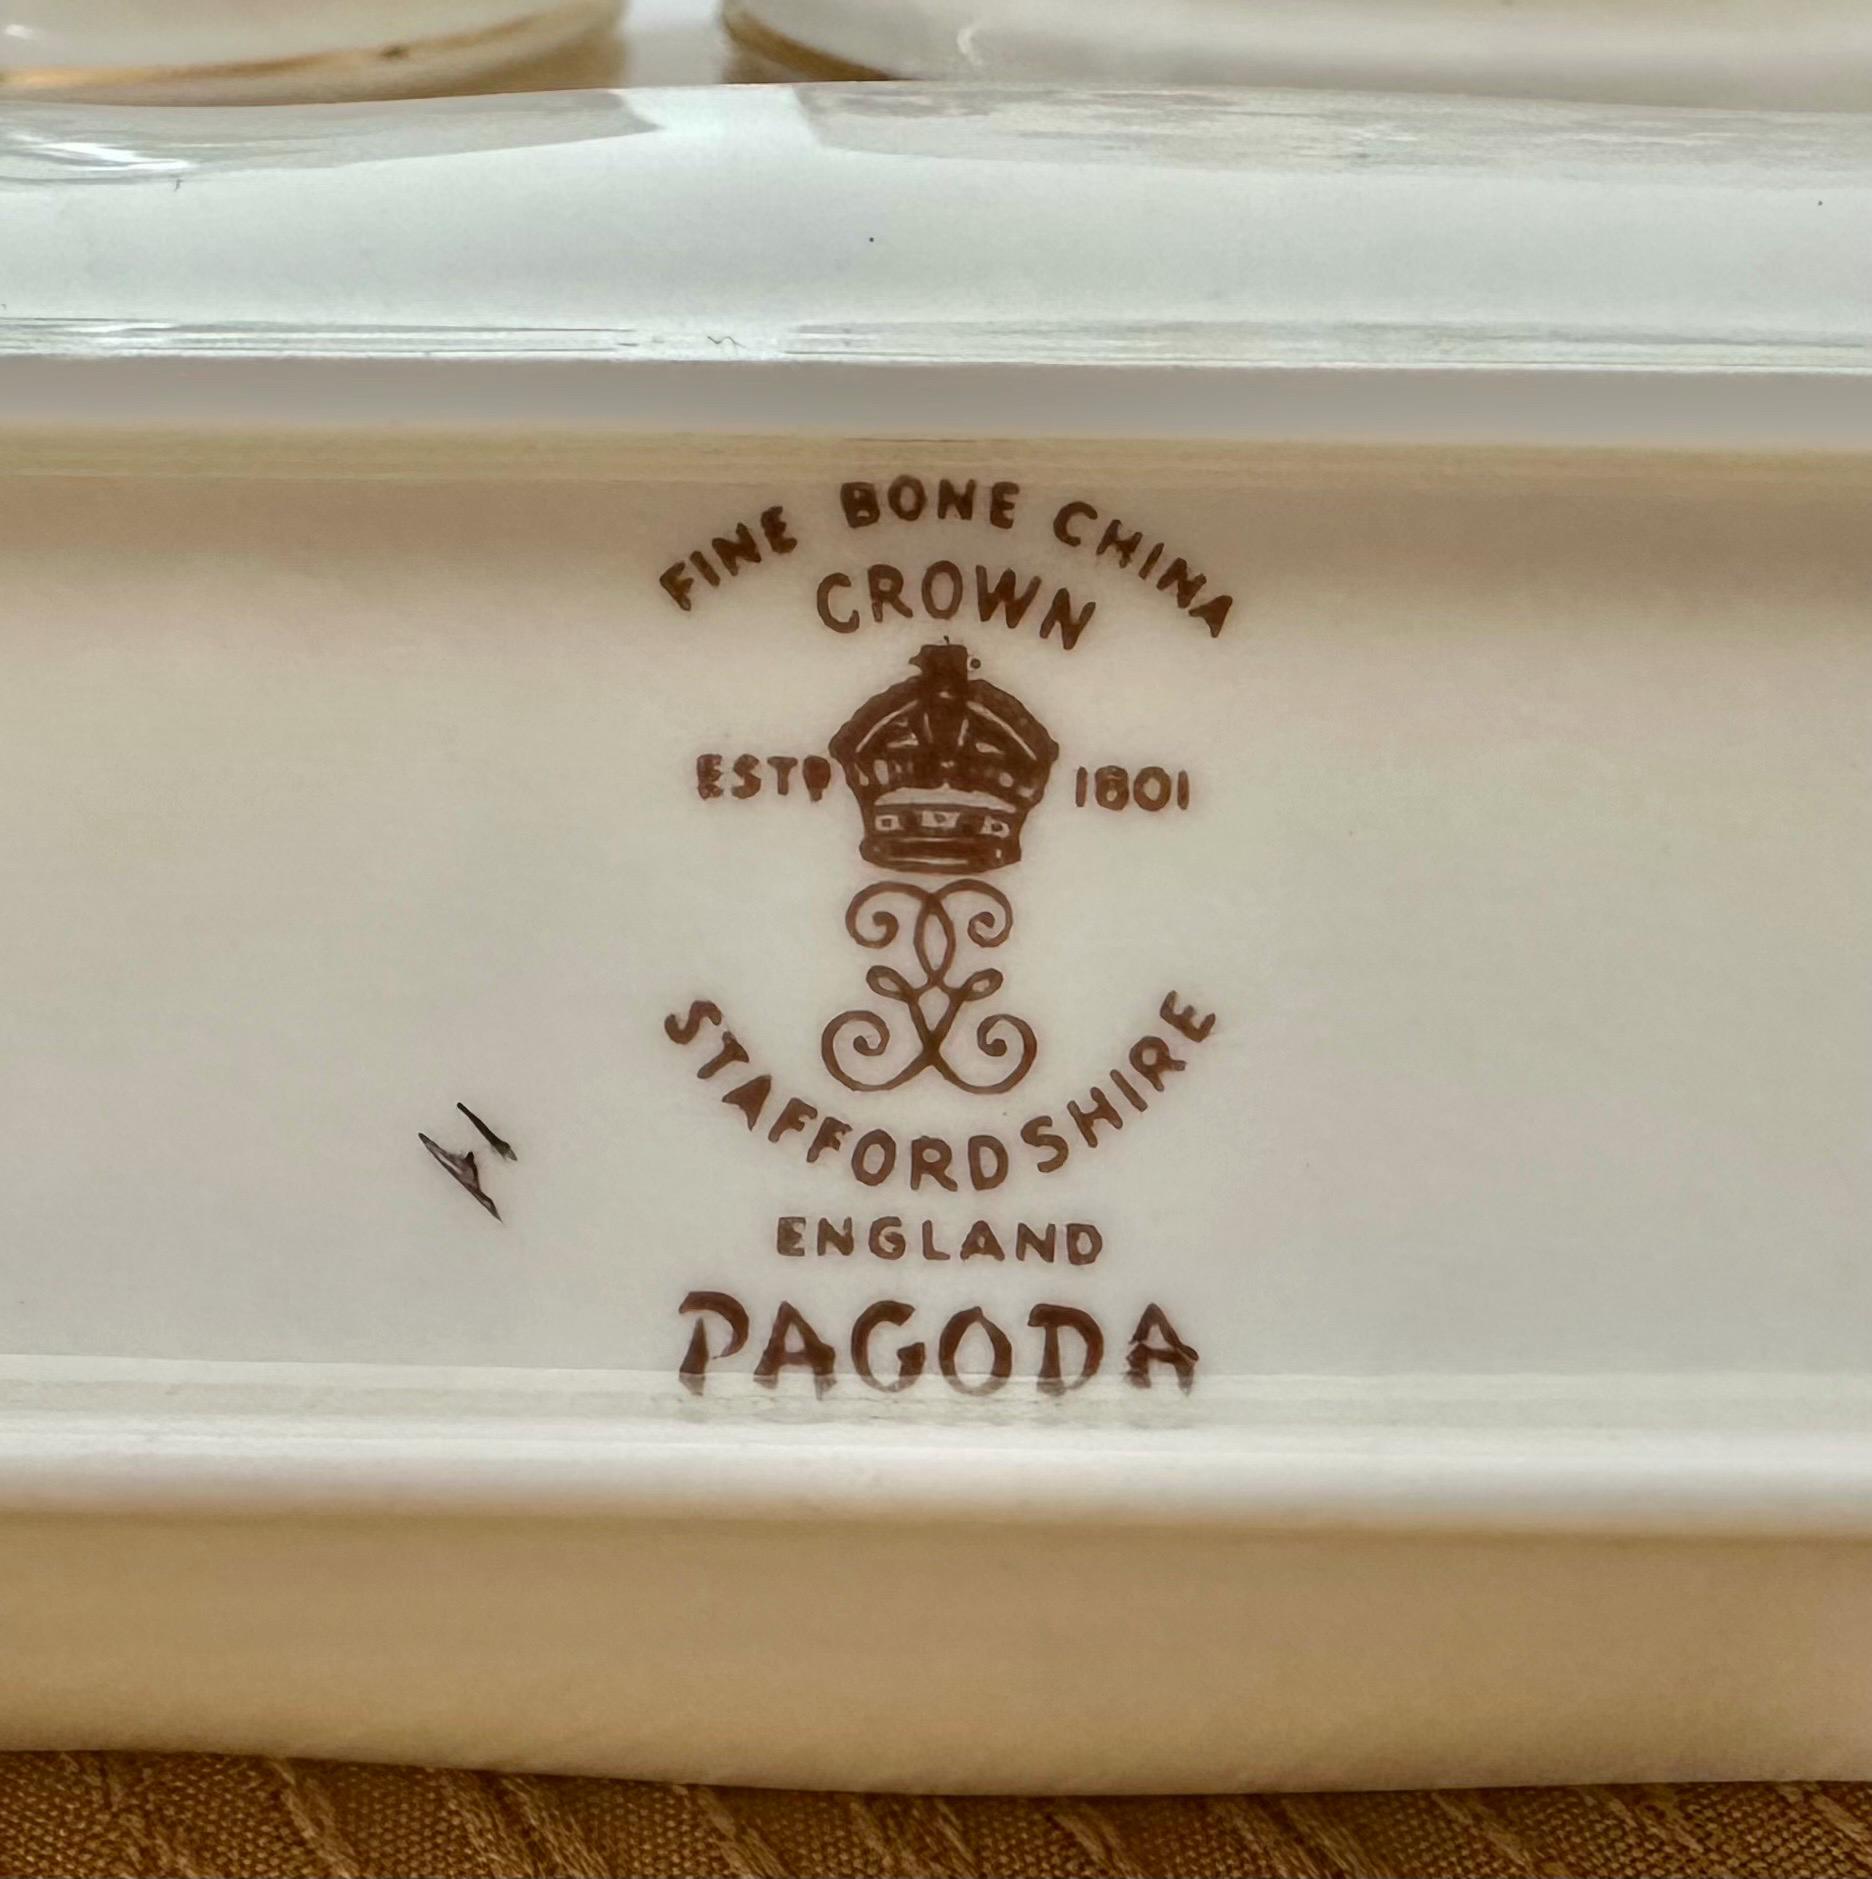 FINE BONE CHINA
CROWN
ESTD 1801
STAFFORDSHIRE
ENGLAND
PAGODA